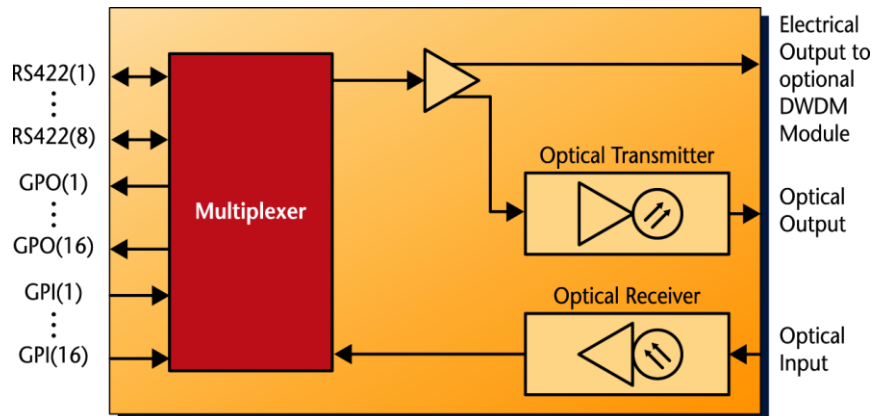 RS422(1)
RS422(8)
GPO(1)
GPO(16)
GPI(1)
GPI(16)
Multiplexer
Electrical
Output to
optional
DWDM
Module
Optical Transmitter
Optical
Output
Optical Receiver
Optical
Input